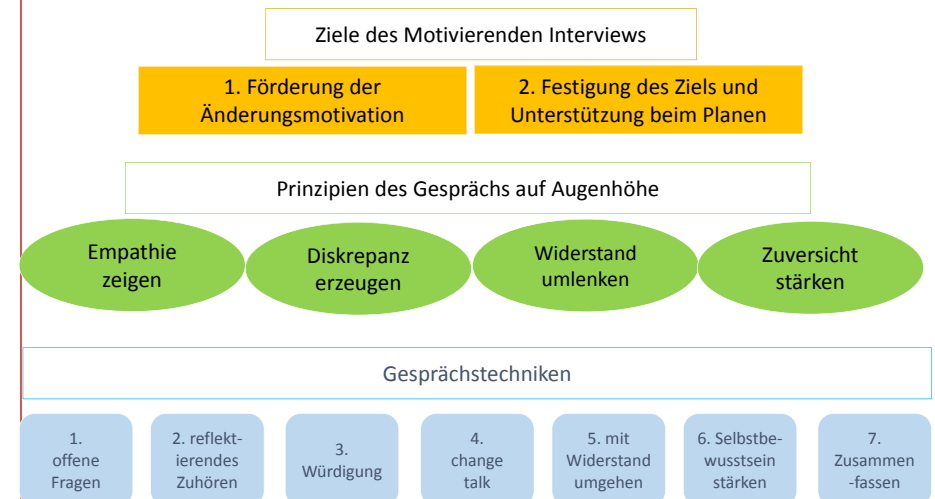 Ziele des Motivierenden Interviews
1. Förderung der
Änderungsmotivation
2. Festigung des Ziels und
Unterstützung beim Planen
Prinzipien des Gesprächs auf Augenhöhe
Empathie
zeigen
Diskrepanz
erzeugen
Widerstand
umlenken
Zuversicht
stärken
Gesprächstechniken
1.
offene
Fragen
2. reflekt-
ierendes
Zuhören
3.
Würdigung
4.
change
talk
5. mit
Widerstand
umgehen
6. Selbstbe-
wusstsein
stärken
7.
Zusammen
-fassen